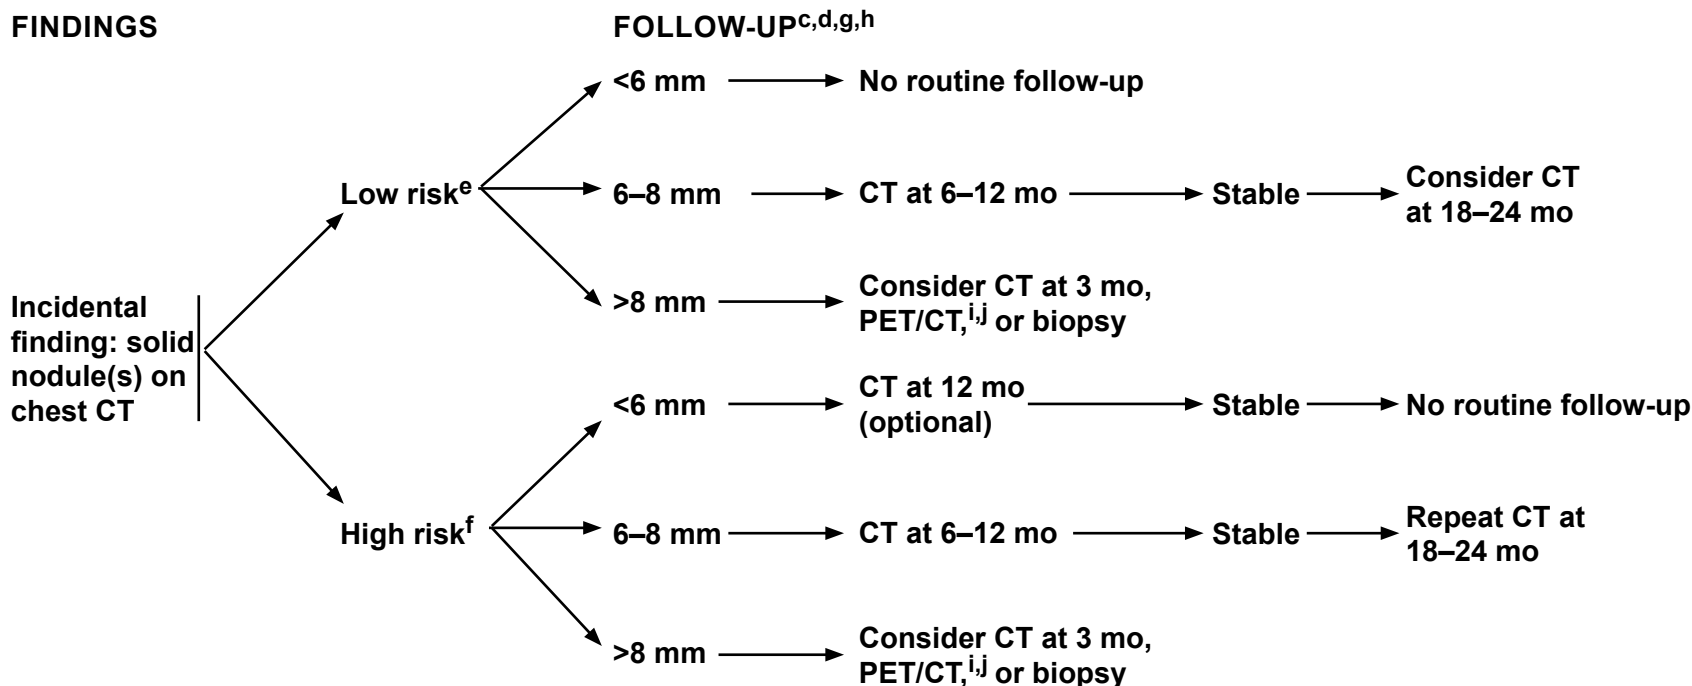 FINDINGS
FOLLOW-UPc,d,g,h
<6 mm
No routine follow-up
Low riske
6–8 mm
CT at 6–12 mo
Stable
Consider CT
at 18–24 mo
>8 mm
Consider CT at 3 mo,
PET/CT,i,j or biopsy
Incidental
finding: solid
nodule(s) on
chest CT
<6 mm
CT at 12 mo
(optional)
Stable
No routine follow-up
High riskf
6–8 mm
CT at 6–12 mo
Stable
Repeat CT at
18–24 mo
>8 mm
Consider CT at 3 mo,
PET/CT,i,j or biopsy